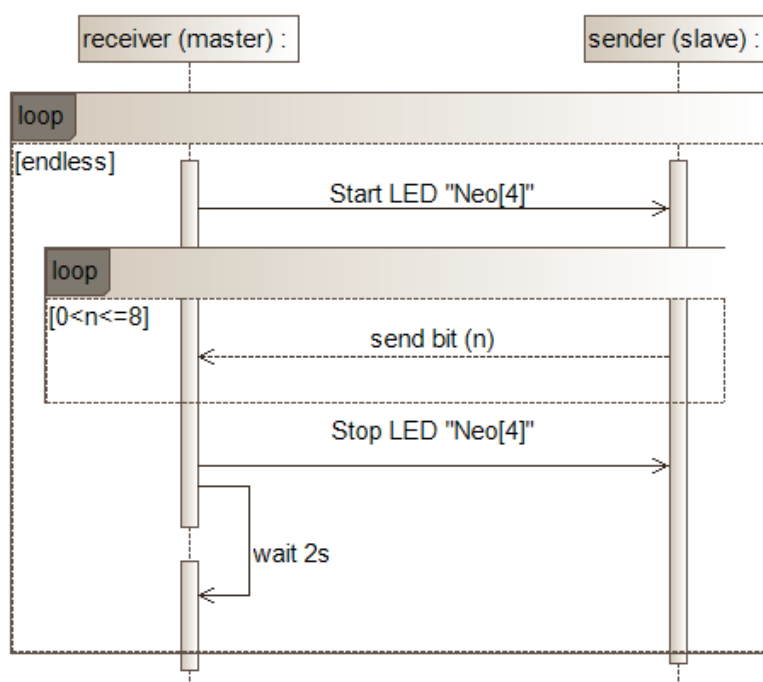 receiver (master) :
sender (slave) :
loop
[endless]
Start LED "Neo[4]"
loop
[0<n<=8]
send bit (n)
Stop LED "Neo[4]"
wait 2s